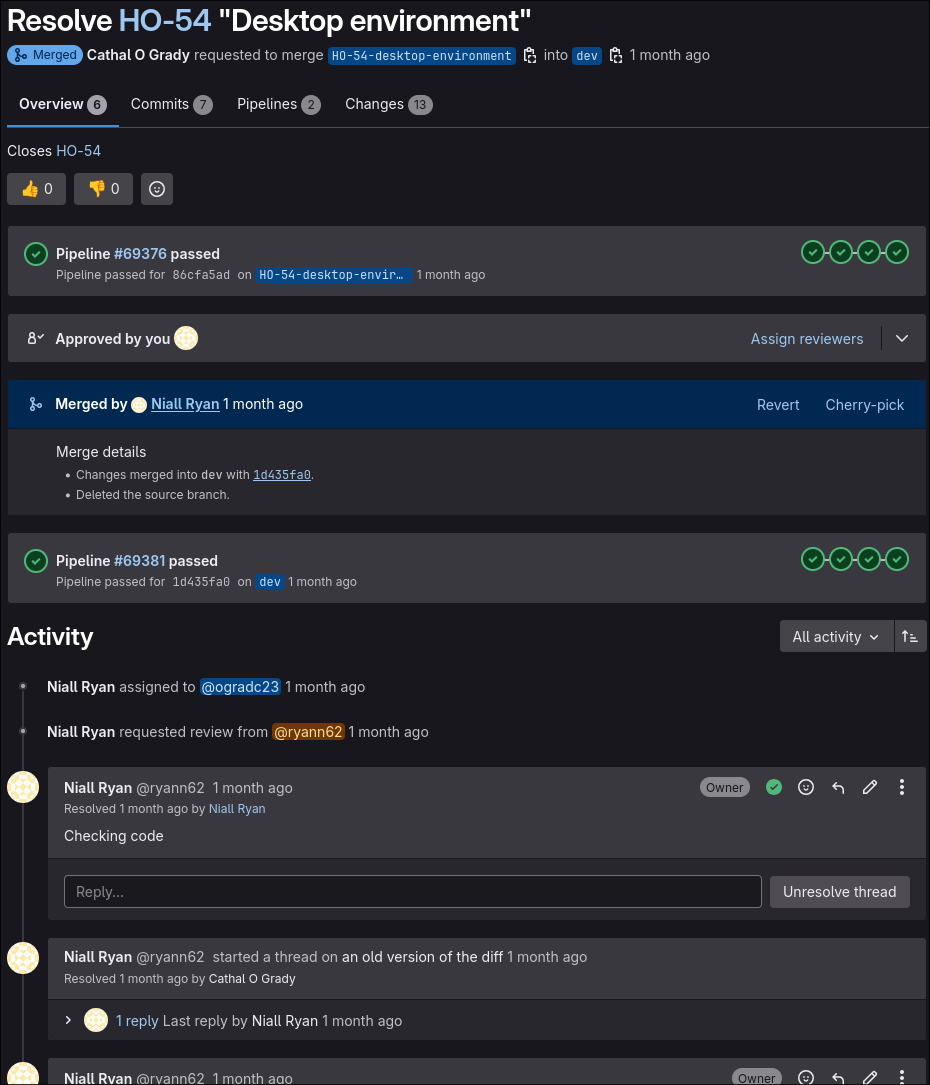 Resolve HO-54 "Desktop environment"
Merged Cathal O Grady requested to merge HO-54-desktop-environment into dev 1 month ago
Overview 6 Commits 7 Pipelines 2 Changes 13
Closes HO-54
👍 0 👎 0
Pipeline #69376 passed
Pipeline passed for 86cfa5ad on HO-54-desktop-envir… 1 month ago
Approved by you Assign reviewers
Merged by Niall Ryan 1 month ago Revert Cherry-pick
Merge details
• Changes merged into dev with 1d435fa0.
• Deleted the source branch.
Pipeline #69381 passed
Pipeline passed for 1d435fa0 on dev 1 month ago
Activity All activity
Niall Ryan assigned to @ogradc23 1 month ago
Niall Ryan requested review from @ryann62 1 month ago
Niall Ryan @ryann62 1 month ago Owner
Resolved 1 month ago by Niall Ryan
Checking code
Reply... Unresolve thread
Niall Ryan @ryann62 started a thread on an old version of the diff 1 month ago
Resolved 1 month ago by Cathal O Grady
1 reply Last reply by Niall Ryan 1 month ago
Niall Ryan @ryann62 1 month ago Owner